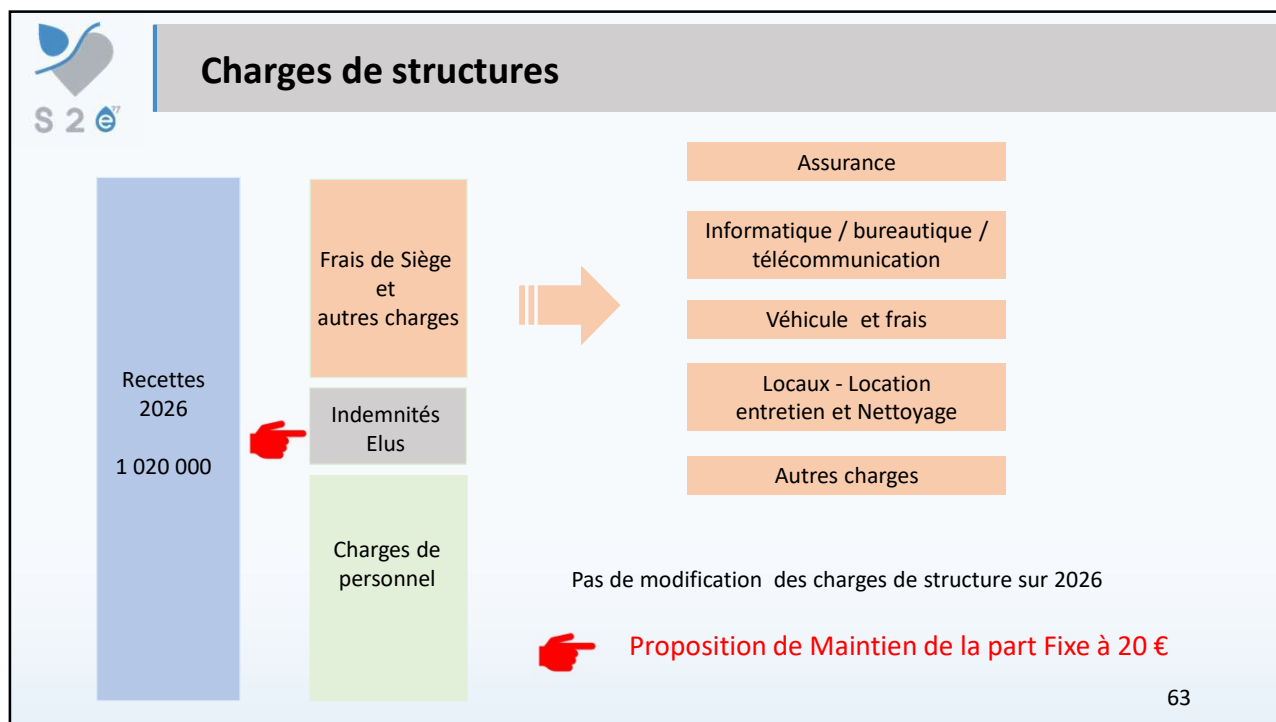 S 2 e 77
Charges de structures
Recettes
2026
1 020 000
Frais de Siège
et
autres charges
Indemnités
Elus
Charges de
personnel
Assurance
Informatique / bureautique /
télécommunication
Véhicule et frais
Locaux - Location
entretien et Nettoyage
Autres charges
Pas de modification des charges de structure sur 2026
Proposition de Maintien de la part Fixe à 20 €
63